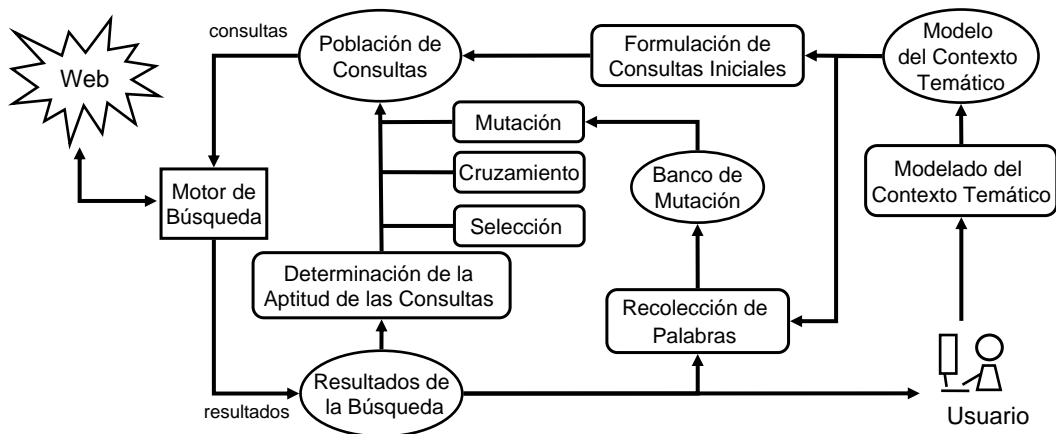 consultas
Población de
Consultas
Formulación de
Consultas Iniciales
Modelo
del Contexto
Temático
Web
Mutación
Cruzamiento
Selección
Banco de
Mutación
Modelado del
Contexto Temático
Motor de
Búsqueda
Determinación de la
Aptitud de las Consultas
Recolección de
Palabras
resultados
Resultados de
la Búsqueda
Usuario